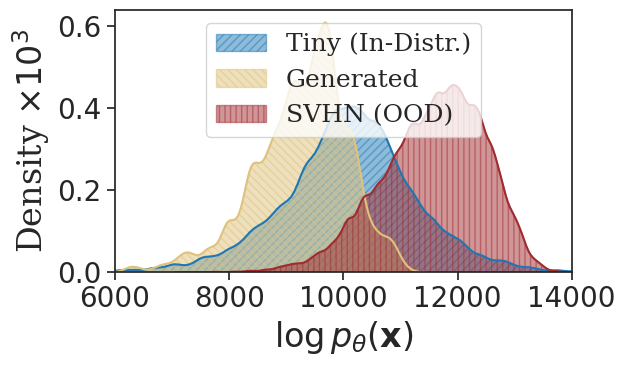 Density ×10³
0.6
0.4
0.2
0.0
Tiny (In-Distr.)
Generated
SVHN (OOD)
6000 8000 10000 12000 14000
log p_θ(x)